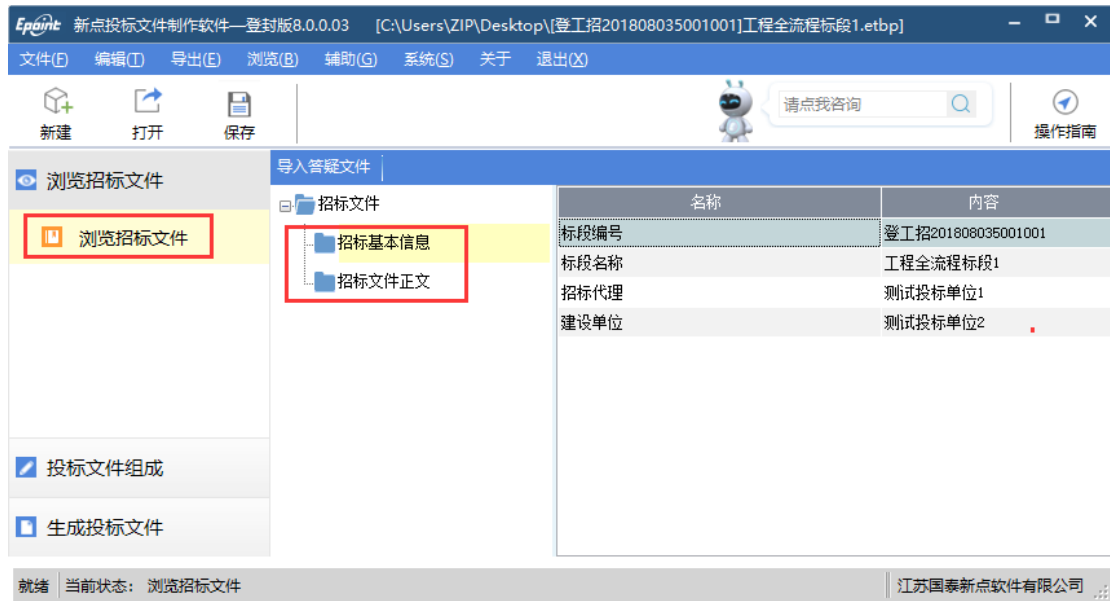 Epoint 新点投标文件制作软件—登封版8.0.0.03 [C:\Users\ZIP\Desktop\[登工招201808035001001]工程全流程标段1.etbp]
文件(F) 编辑(T) 导出(E) 浏览(B) 辅助(G) 系统(S) 关于 退出(X)
新建 打开 保存 请点我咨询 操作指南
浏览招标文件
浏览招标文件
投标文件组成
生成投标文件
导入答疑文件
招标文件
招标基本信息
招标文件正文
名称 内容
标段编号 登工招201808035001001
标段名称 工程全流程标段1
招标代理 测试投标单位1
建设单位 测试投标单位2
就绪 当前状态: 浏览招标文件 江苏国泰新点软件有限公司